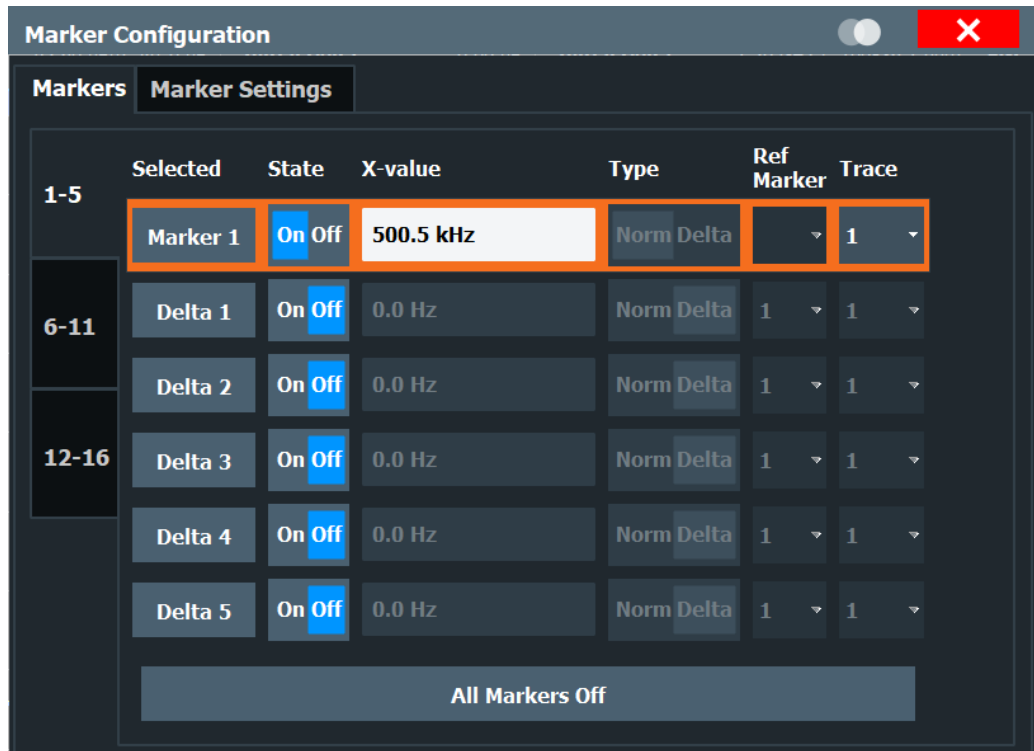 Marker Configuration
Markers Marker Settings
1-5
6-11
12-16
Selected State X-value Type Ref Marker Trace
Marker 1 On Off 500.5 kHz Norm Delta 1
Delta 1 On Off 0.0 Hz Norm Delta 1 1
Delta 2 On Off 0.0 Hz Norm Delta 1 1
Delta 3 On Off 0.0 Hz Norm Delta 1 1
Delta 4 On Off 0.0 Hz Norm Delta 1 1
Delta 5 On Off 0.0 Hz Norm Delta 1 1
All Markers Off